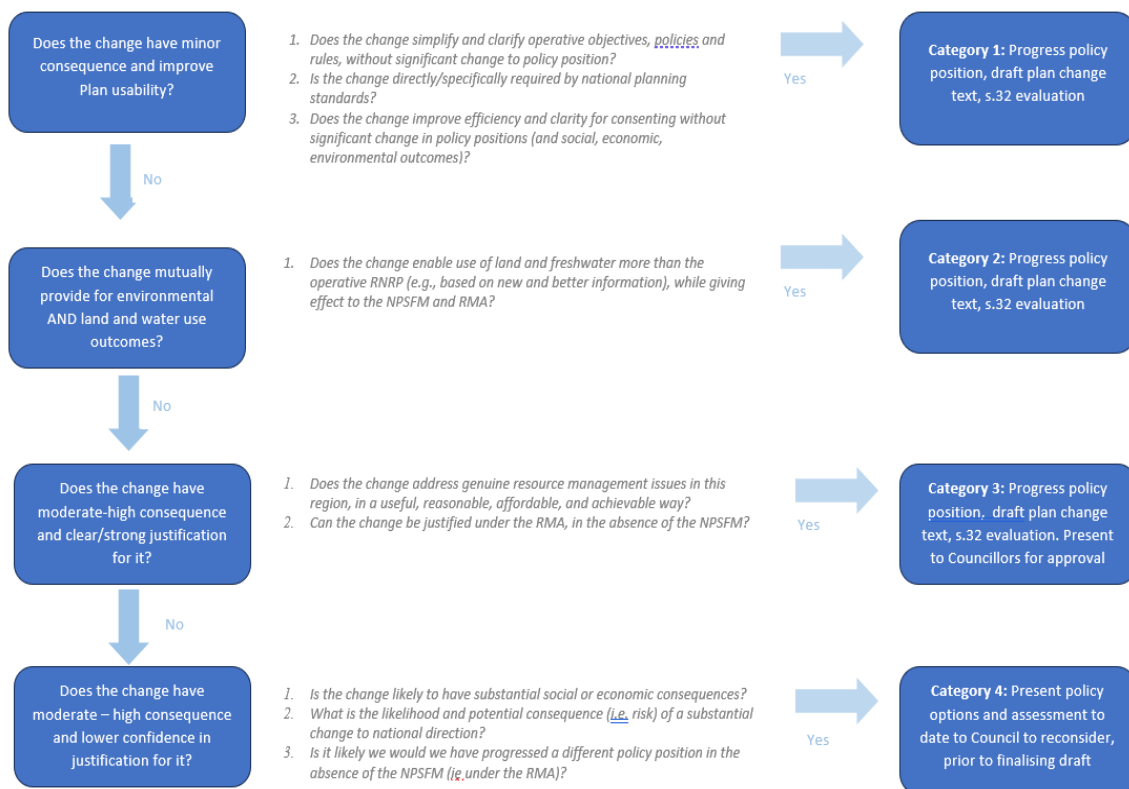 Does the change have minor
consequence and improve
Plan usability?
1. Does the change simplify and clarify operative objectives, policies and
rules, without significant change to policy position?
2. Is the change directly/specifically required by national planning
standards?
3. Does the change improve efficiency and clarity for consenting without
significant change in policy positions (and social, economic,
environmental outcomes)?
Yes
Category 1: Progress policy
position, draft plan change
text, s.32 evaluation
No
Does the change mutually
provide for environmental
AND land and water use
outcomes?
1. Does the change enable use of land and freshwater more than the
operative RNRP (e.g., based on new and better information), while giving
effect to the NPSFM and RMA?
Yes
Category 2: Progress policy
position, draft plan change
text, s.32 evaluation
No
Does the change have
moderate-high consequence
and clear/strong justification
for it?
1. Does the change address genuine resource management issues in this
region, in a useful, reasonable, affordable, and achievable way?
2. Can the change be justified under the RMA, in the absence of the NPSFM?
Yes
Category 3: Progress policy
position, draft plan change
text, s.32 evaluation. Present
to Councillors for approval
No
Does the change have
moderate – high consequence
and lower confidence in
justification for it?
1. Is the change likely to have substantial social or economic consequences?
2. What is the likelihood and potential consequence (i.e. risk) of a substantial
change to national direction?
3. Is it likely we would we have progressed a different policy position in the
absence of the NPSFM (ie under the RMA)?
Yes
Category 4: Present policy
options and assessment to
date to Council to reconsider,
prior to finalising draft